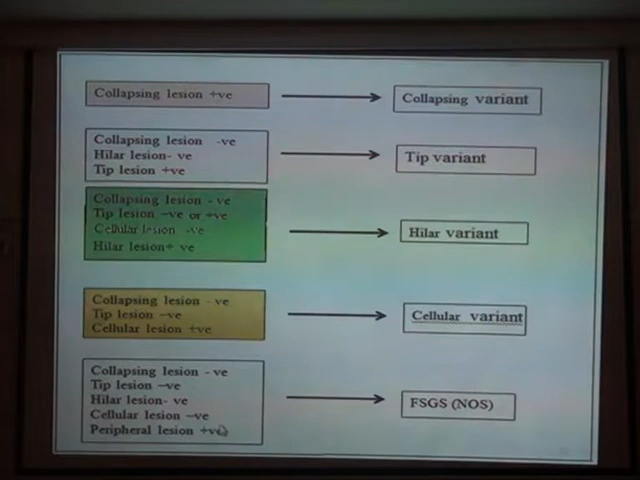 Collapsing lesion +ve
Collapsing variant
Collapsing lesion -ve
Hilar lesion- ve
Tip lesion +ve
Tip variant
Collapsing lesion - ve
Tip lesion –ve or +ve
Cellular lesion -ve
Hilar lesion+ ve
Hilar variant
Collapsing lesion - ve
Tip lesion –ve
Cellular lesion +ve
Cellular variant
Collapsing lesion - ve
Tip lesion –ve
Hilar lesion- ve
Cellular lesion –ve
Peripheral lesion +ve
FSGS (NOS)